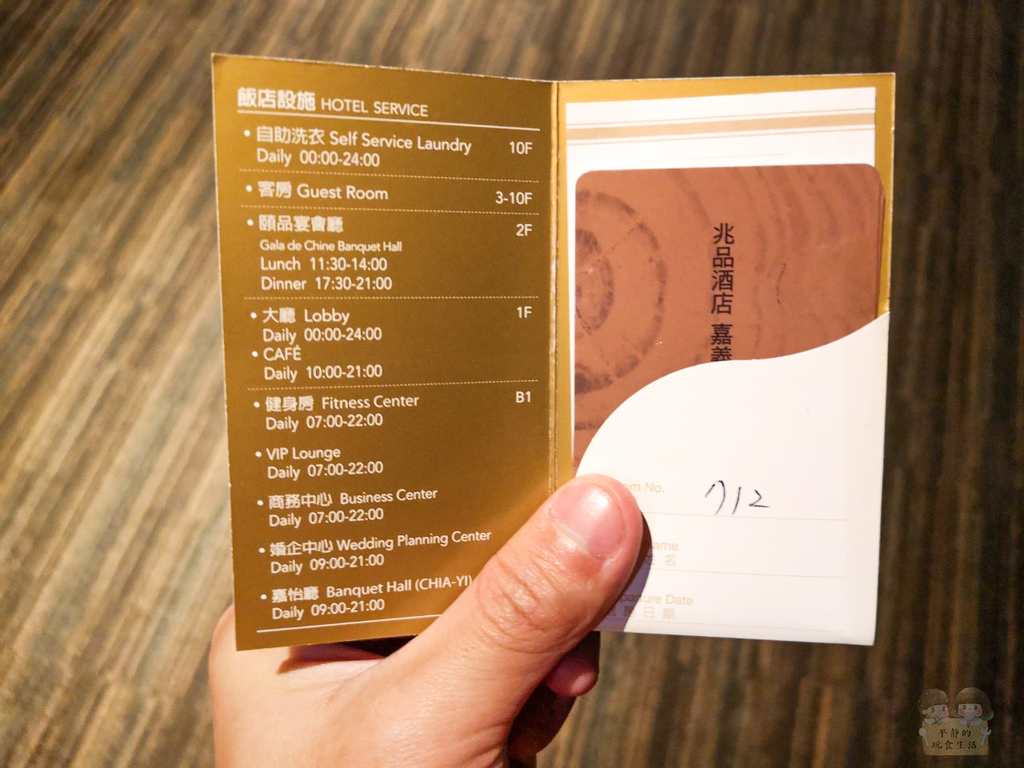 飯店設施 HOTEL SERVICE
• 自助洗衣 Self Service Laundry 10F
Daily 00:00-24:00
• 客房 Guest Room 3-10F
• 頤品宴會廳 2F
Gala de Chine Banquet Hall
Lunch 11:30-14:00
Dinner 17:30-21:00
• 大廳 Lobby 1F
Daily 00:00-24:00
• CAFÉ
Daily 10:00-21:00
• 健身房 Fitness Center B1
Daily 07:00-22:00
• VIP Lounge
Daily 07:00-22:00
• 商務中心 Business Center
Daily 07:00-22:00
• 婚企中心 Wedding Planning Center
Daily 09:00-21:00
• 嘉怡廳 Banquet Hall (CHIA-YI)
Daily 09:00-21:00
兆品酒店 嘉義
No. 712
名
Date
日期
平靜的
玩食生活